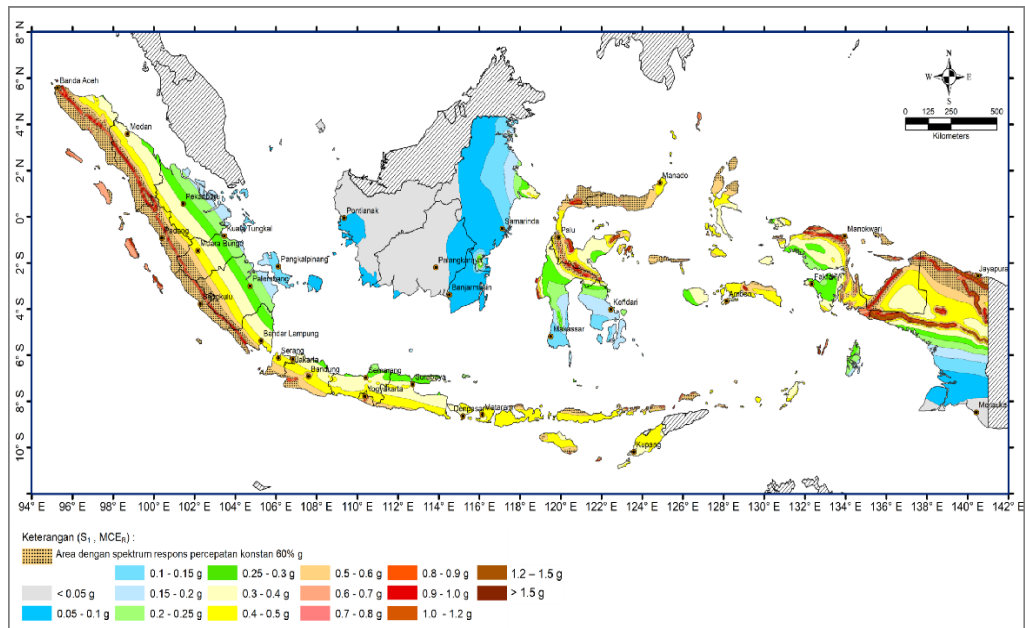 8° N
6° N
4° N
2° N
0°
2° S
4° S
6° S
8° S
10° S
N
W E
S
0 125 250 500
Kilometers
Banda Aceh
Medan
Pekanbaru
Padang
Kuala Tungkal
Muara Bungo
Pangkalpinang
Palembang
Bengkulu
Bandar Lampung
Serang
Jakarta
Bandung
Semarang
Surabaya
Yogyakarta
Denpasar
Mataram
Kupang
Pontianak
Palangkaraya
Samarinda
Banjarmasin
Palu
Manado
Kendari
Makassar
Ambon
Manokwari
Fakfak
Jayapura
Merauke
94° E 96° E 98° E 100° E 102° E 104° E 106° E 108° E 110° E 112° E 114° E 116° E 118° E 120° E 122° E 124° E 126° E 128° E 130° E 132° E 134° E 136° E 138° E 140° E 142° E
Keterangan (S₁ , MCEᵣ) :
Area dengan spektrum respons percepatan konstan 60% g
0.1 - 0.15 g 0.25 - 0.3 g 0.5 - 0.6 g 0.8 - 0.9 g 1.2 – 1.5 g
< 0.05 g 0.15 - 0.2 g 0.3 - 0.4 g 0.6 - 0.7 g 0.9 - 1.0 g > 1.5 g
0.05 - 0.1 g 0.2 - 0.25 g 0.4 - 0.5 g 0.7 - 0.8 g 1.0 - 1.2 g